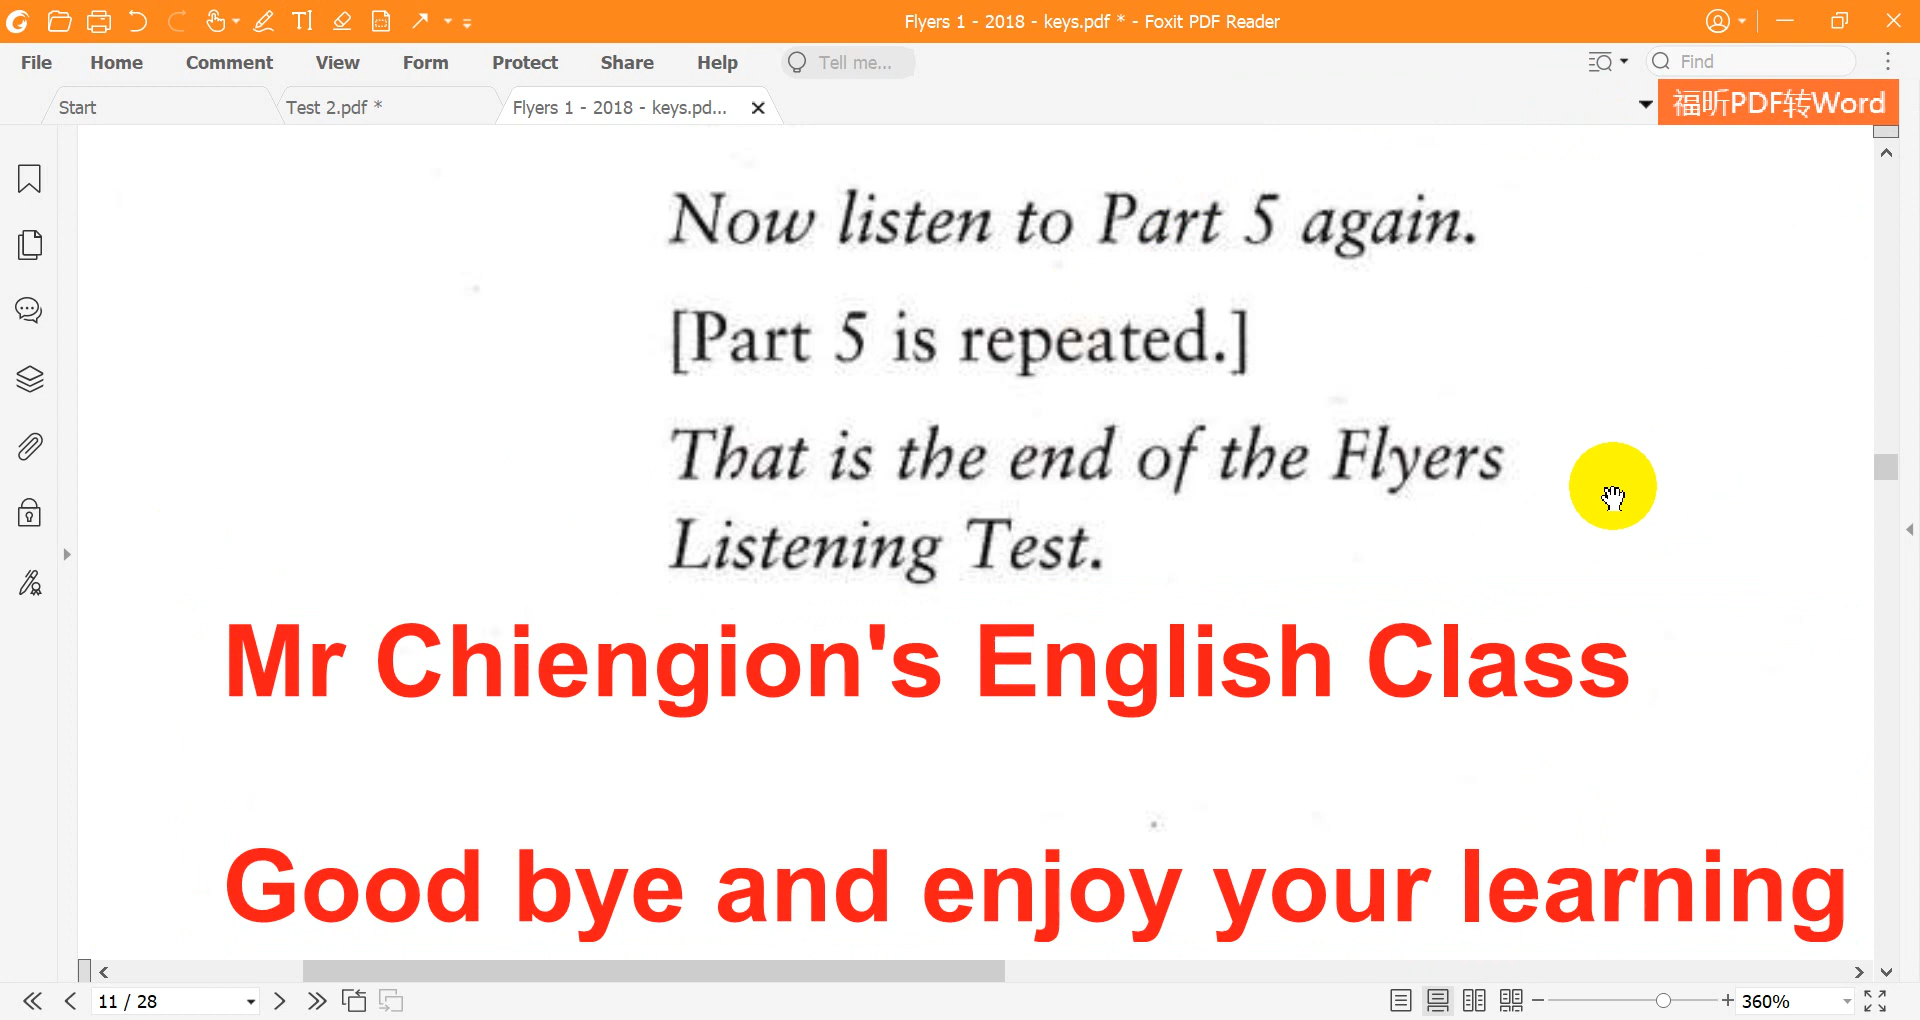 Flyers 1 - 2018 - keys.pdf * - Foxit PDF Reader
File Home Comment View Form Protect Share Help Tell me... Find
Start Test 2.pdf * Flyers 1 - 2018 - keys.pd... 福昕PDF转Word
Now listen to Part 5 again.
[Part 5 is repeated.]
That is the end of the Flyers
Listening Test.
Mr Chiengion's English Class
Good bye and enjoy your learning
11 / 28 360%